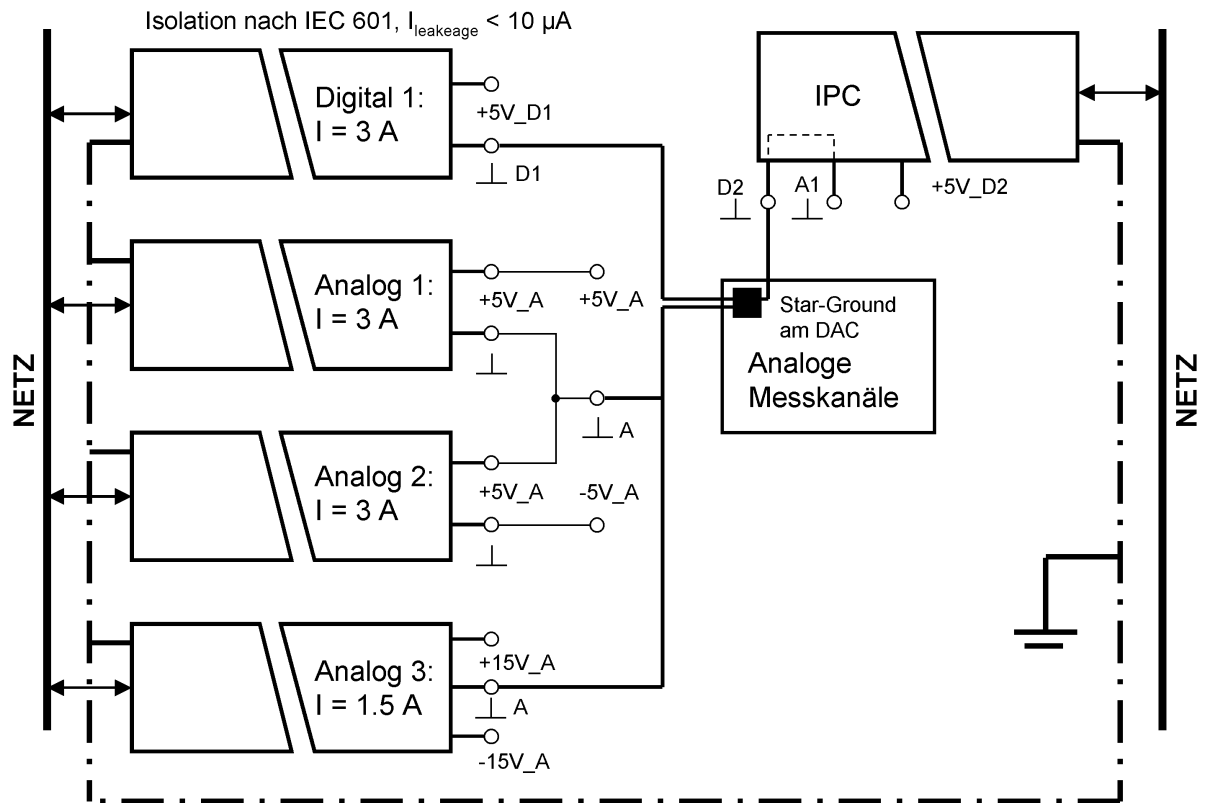 Isolation nach IEC 601, Ileakeage < 10 µA
Digital 1:
I = 3 A
+5V_D1
D1
Analog 1:
I = 3 A
+5V_A
+5V_A
A
Analog 2:
I = 3 A
+5V_A
-5V_A
Analog 3:
I = 1.5 A
+15V_A
A
-15V_A
NETZ
IPC
D2
A1
+5V_D2
Star-Ground
am DAC
Analoge
Messkanäle
NETZ